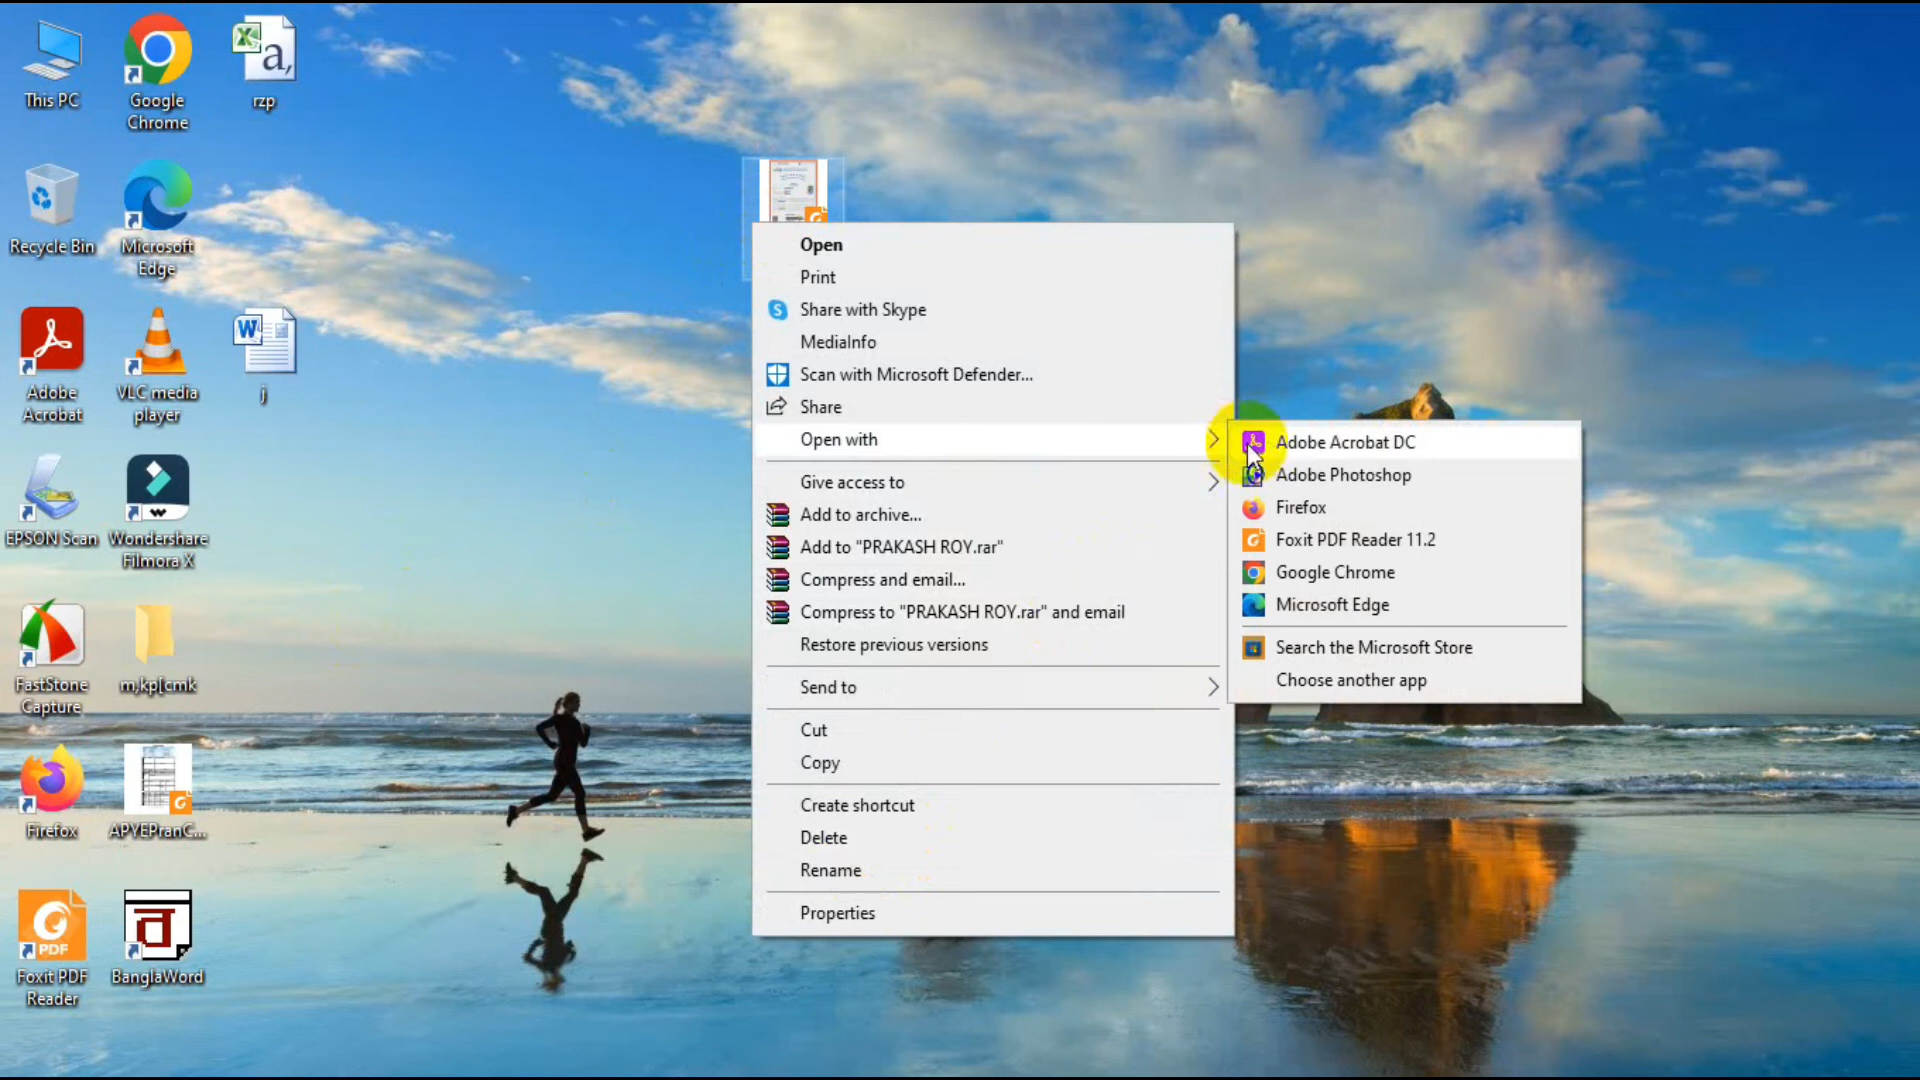 This PC
Google
Chrome
rzp
Recycle Bin
Microsoft
Edge
Adobe
Acrobat
VLC media
player
j
EPSON Scan
Wondershare
Filmora X
FastStone
Capture
m,kp[cmk
Firefox
APYEPranC...
PDF
Foxit PDF
Reader
BanglaWord
Open
Print
Share with Skype
MediaInfo
Scan with Microsoft Defender...
Share
Open with
Give access to
Add to archive...
Add to "PRAKASH ROY.rar"
Compress and email...
Compress to "PRAKASH ROY.rar" and email
Restore previous versions
Send to
Cut
Copy
Create shortcut
Delete
Rename
Properties
Adobe Acrobat DC
Adobe Photoshop
Firefox
Foxit PDF Reader 11.2
Google Chrome
Microsoft Edge
Search the Microsoft Store
Choose another app